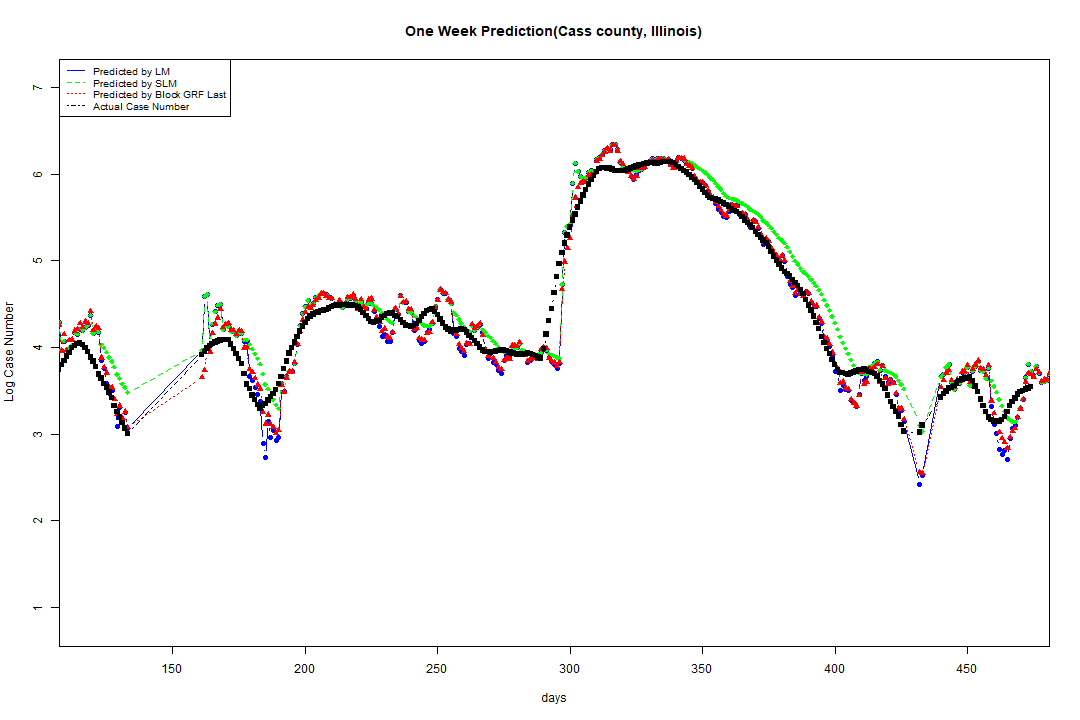 One Week Prediction(Cass county, Illinois)
Predicted by LM
Predicted by SLM
Predicted by Block GRF Last
Actual Case Number
Log Case Number
7
6
5
4
3
2
1
150 200 250 300 350 400 450
days